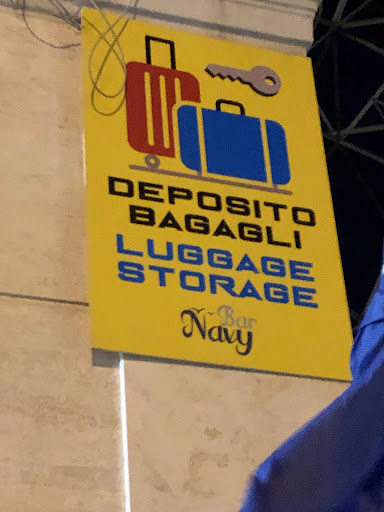 DEPOSITO
BAGAGLI
LUGGAGE
STORAGE
Bar
Navy